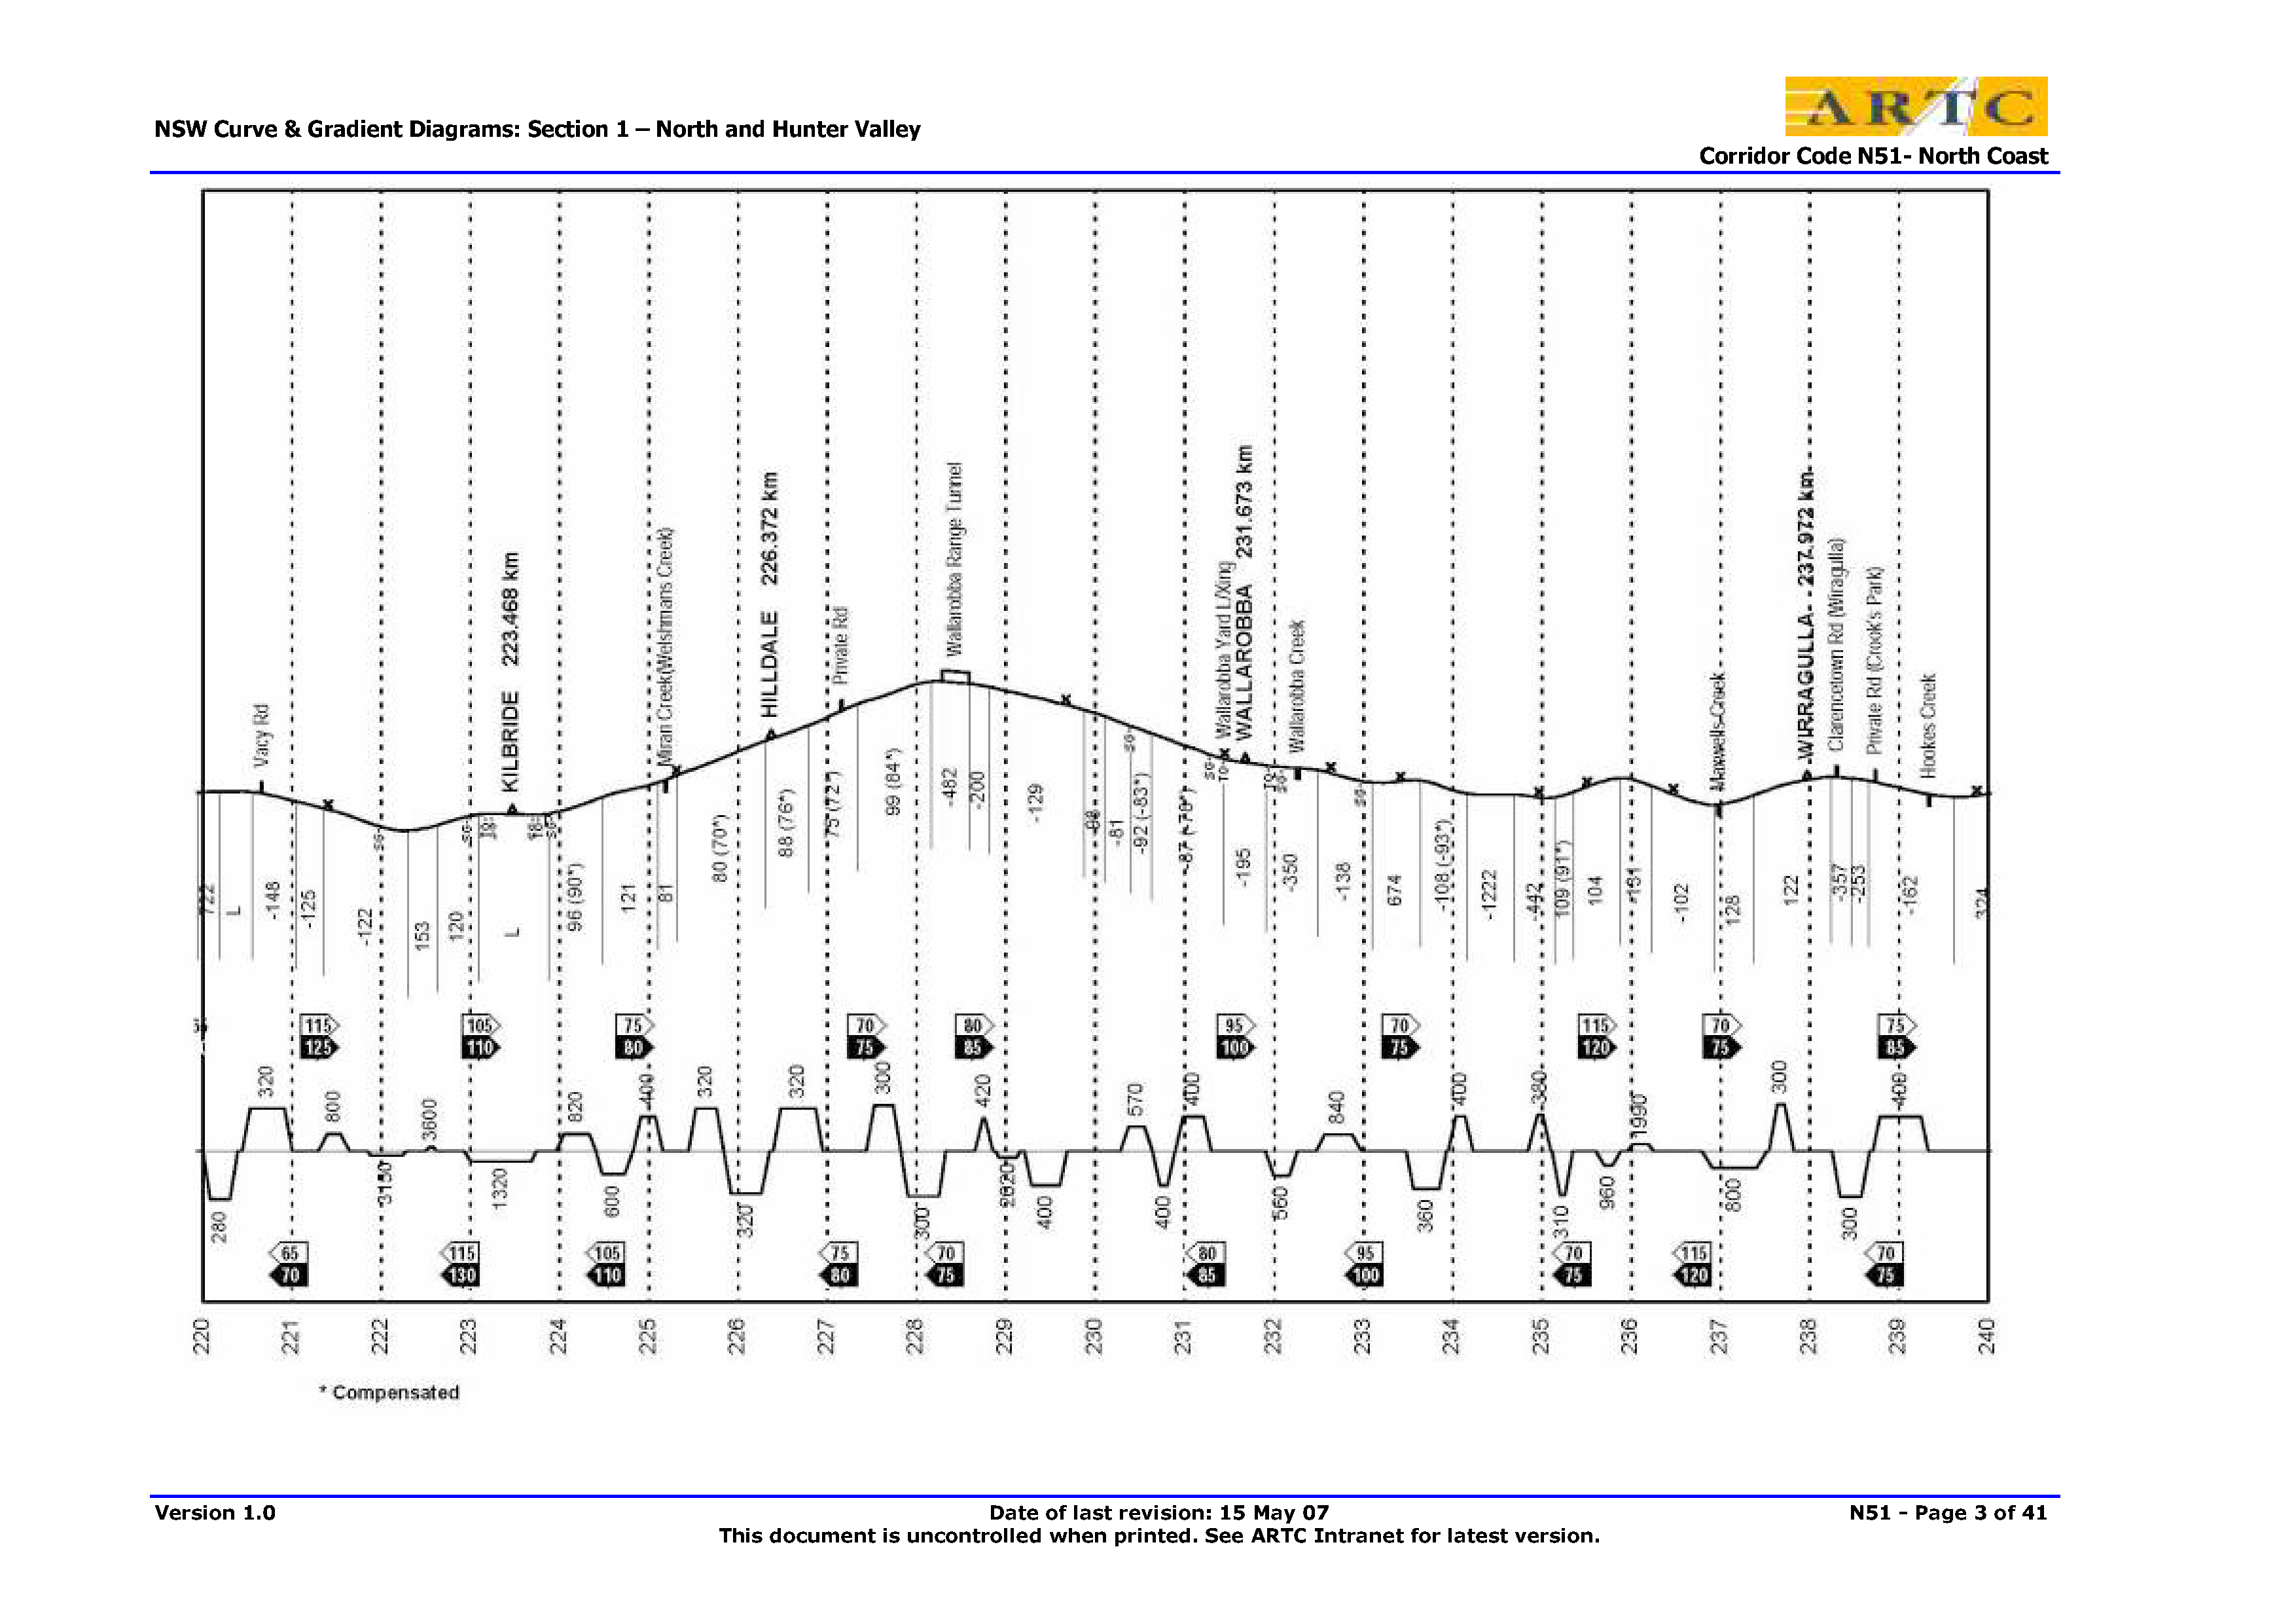 ARTC
NSW Curve & Gradient Diagrams: Section 1 – North and Hunter Valley
Corridor Code N51- North Coast
Vacy Rd
KILBRIDE 223.468 km
Miran Creek(Welshmans Creek)
HILLDALE 226.372 km
Private Rd
Wallarobba Range Tunnel
Wallarobba Yard L/Xing
WALLAROBBA 231.673 km
Wallarobba Creek
Maxwells Creek
WIRRAGULLA 237.972 km
Clarencetown Rd (Wiragulla)
Private Rd (Crook's Park)
Hookes Creek
722 L -148 -125 -122 153 120 L 96 (90*) 121 81 80 (70*) 88 (76*) 75 (72*) 99 (84*) -482 -200 -129 -98 -81 -92 (-83*) -87 (-78*) -195 -350 -138 674 -108 (-93*) -1222 -442 109 (91*) 104 -131 -102 128 122 -357 -253 -162 324
115 105 75 70 80 95 70 115 70 75
125 110 80 75 85 100 75 120 75 85
320 800 3600 820 400 320 320 300 420 570 400 840 400 380 1990 300 400
280 3150 1320 600 320 300 2620 400 400 560 360 310 960 800 300
65 115 105 75 70 80 95 70 115 70
70 130 110 80 75 85 100 75 120 75
220 221 222 223 224 225 226 227 228 229 230 231 232 233 234 235 236 237 238 239 240
* Compensated
Version 1.0
Date of last revision: 15 May 07
N51 - Page 3 of 41
This document is uncontrolled when printed. See ARTC Intranet for latest version.